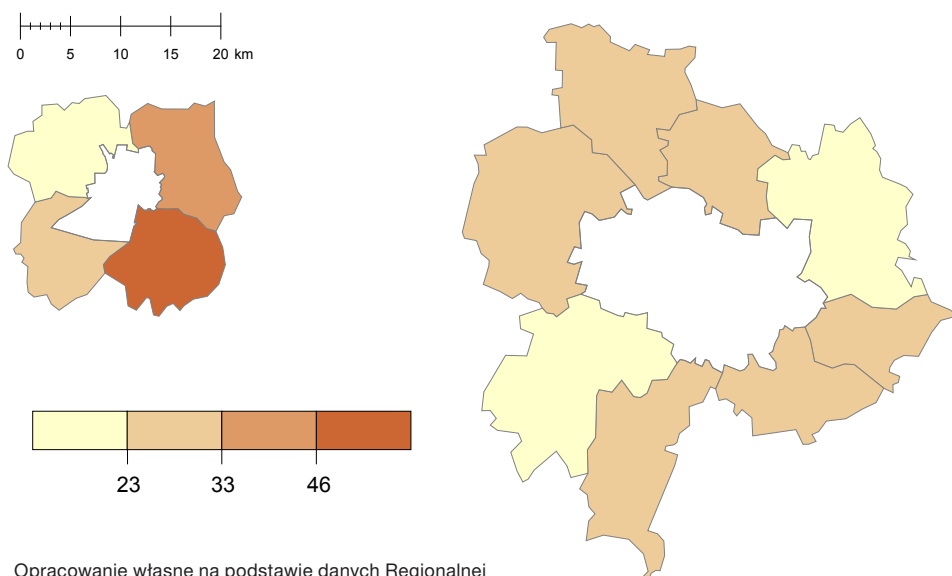 0 5 10 15 20 km
23 33 46
Opracowanie własne na podstawie danych Regionalnej